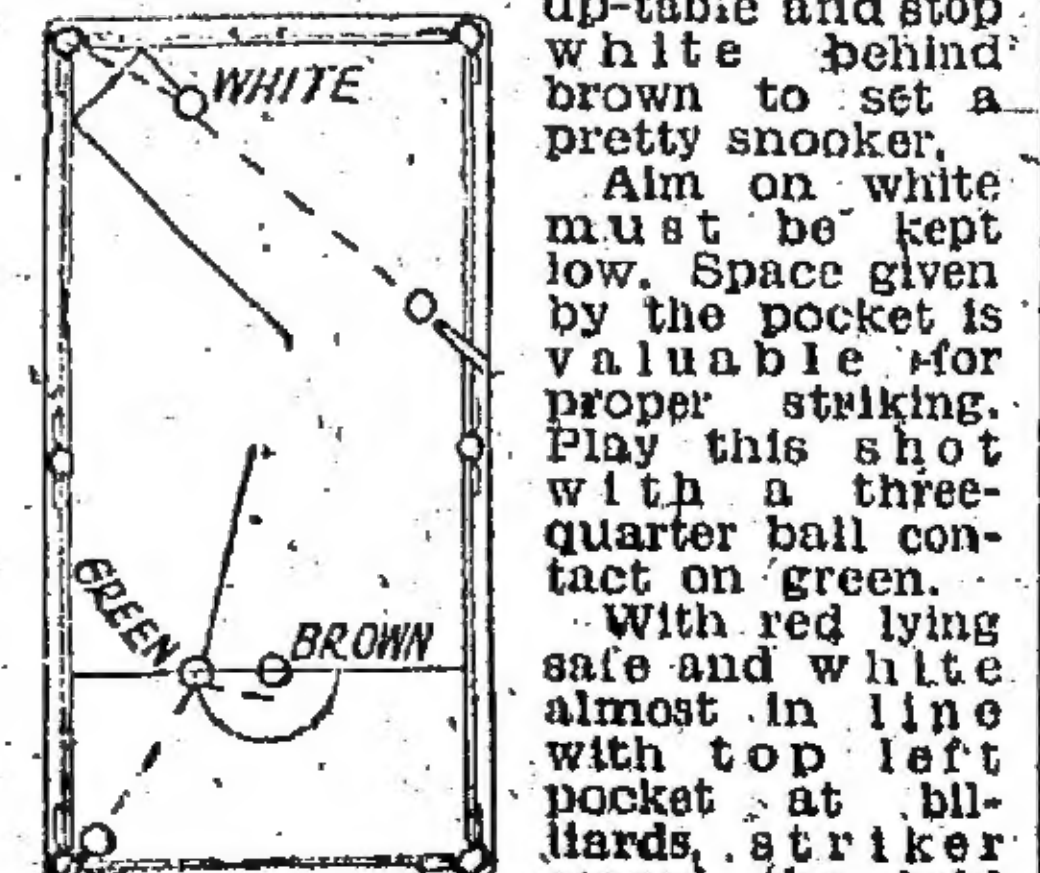 WHITE
GREEN
BROWN
up-table and stop
white behind
brown to set a
pretty snooker.
Aim on white
must be kept
low. Space given
by the pocket is
valuable for
proper striking.
Play this shot
with a three-
quarter ball con-
tact on green.
With red lying
safe and white
almost in line
with top left
pocket at bil-
liards, striker